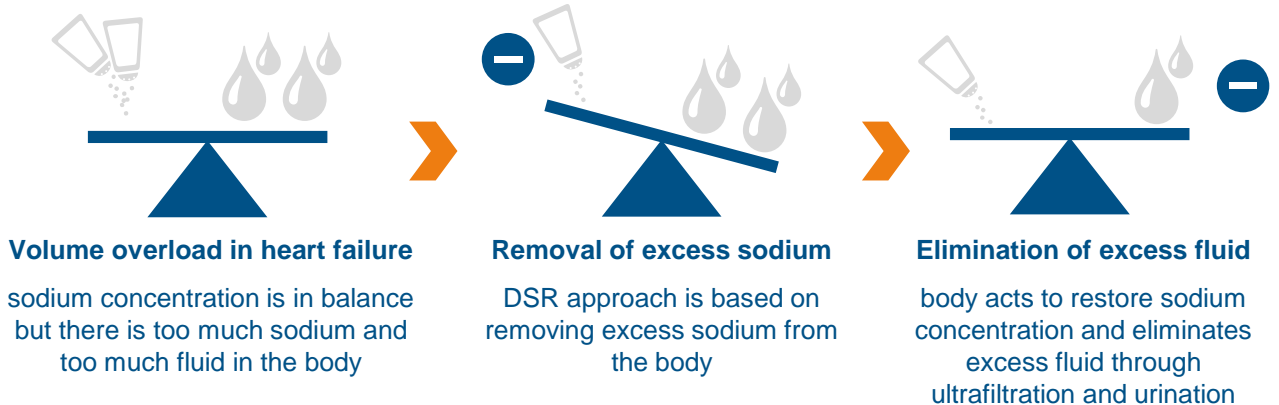 Volume overload in heart failure
sodium concentration is in balance
but there is too much sodium and
too much fluid in the body
Removal of excess sodium
DSR approach is based on
removing excess sodium from
the body
Elimination of excess fluid
body acts to restore sodium
concentration and eliminates
excess fluid through
ultrafiltration and urination